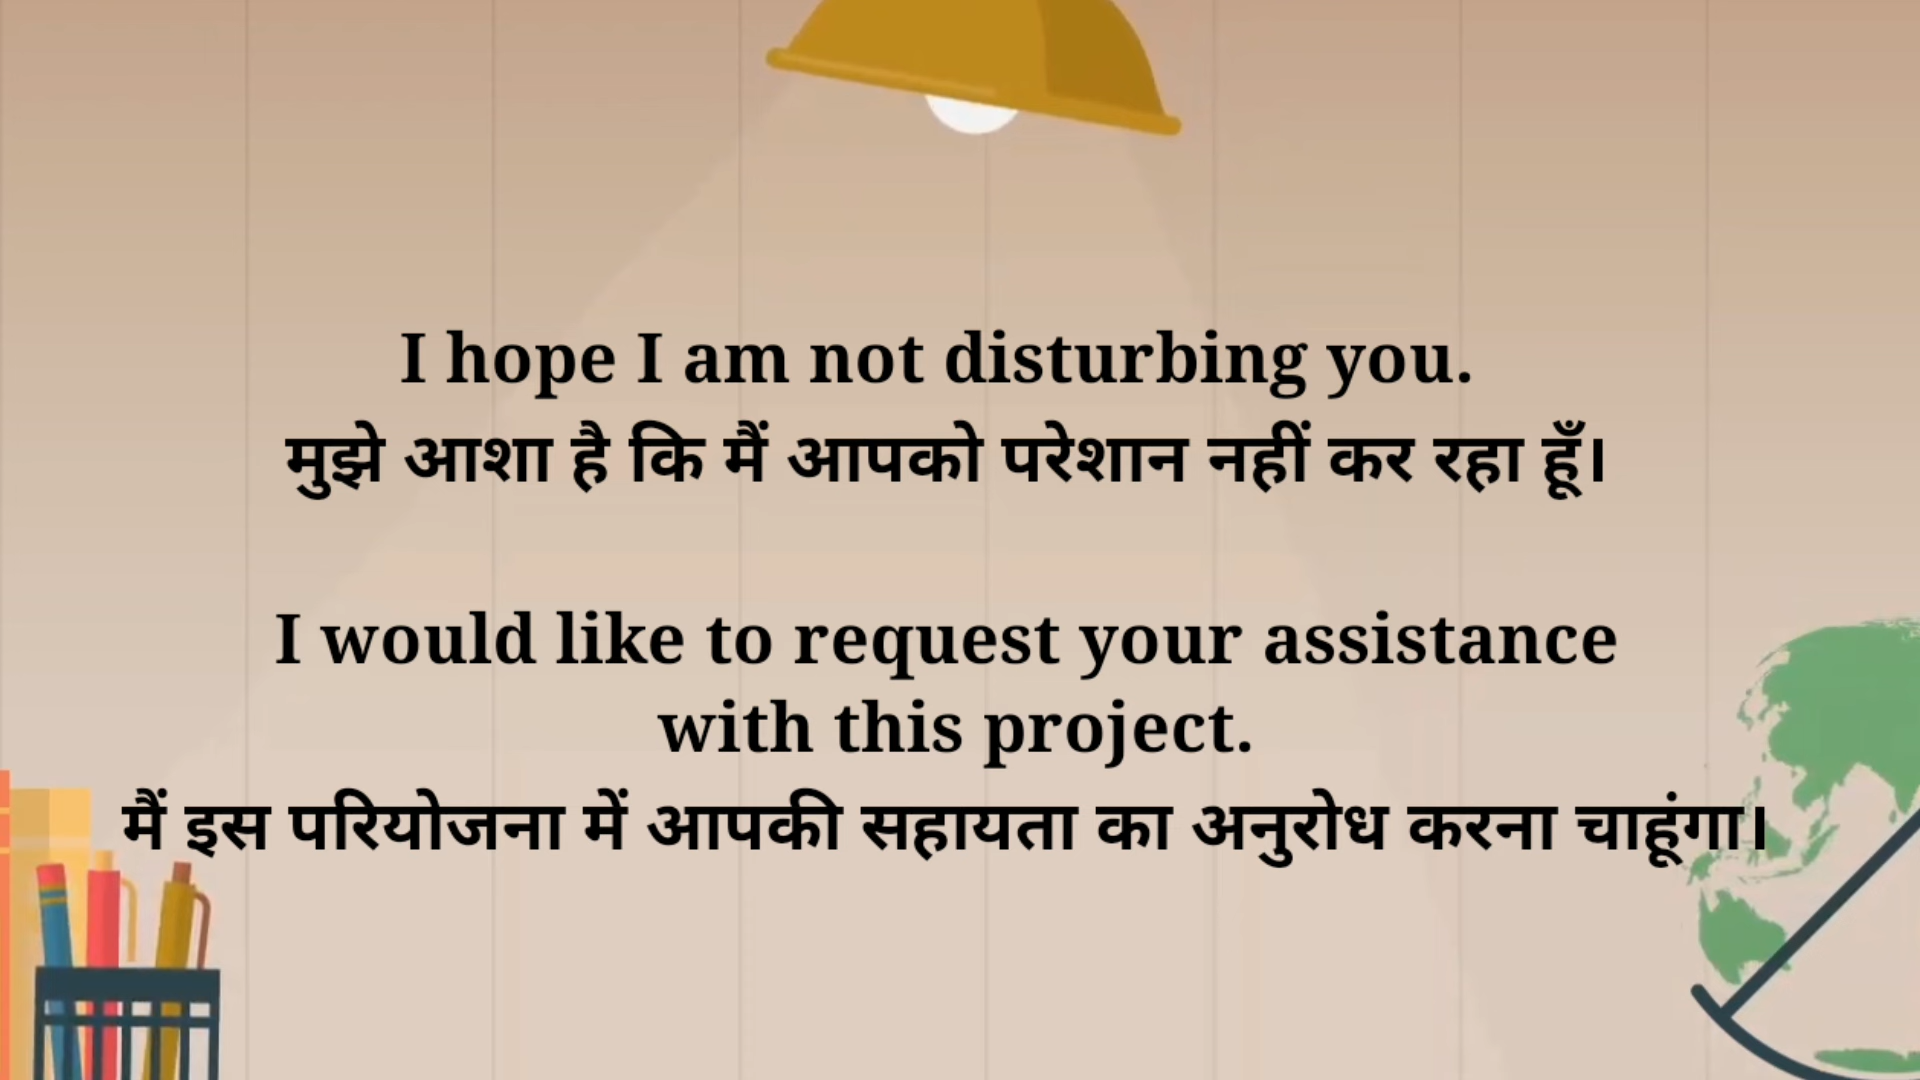 I hope I am not disturbing you.
मुझे आशा है कि मैं आपको परेशान नहीं कर रहा हूँ।
I would like to request your assistance
with this project.
मैं इस परियोजना में आपकी सहायता का अनुरोध करना चाहूंगा।